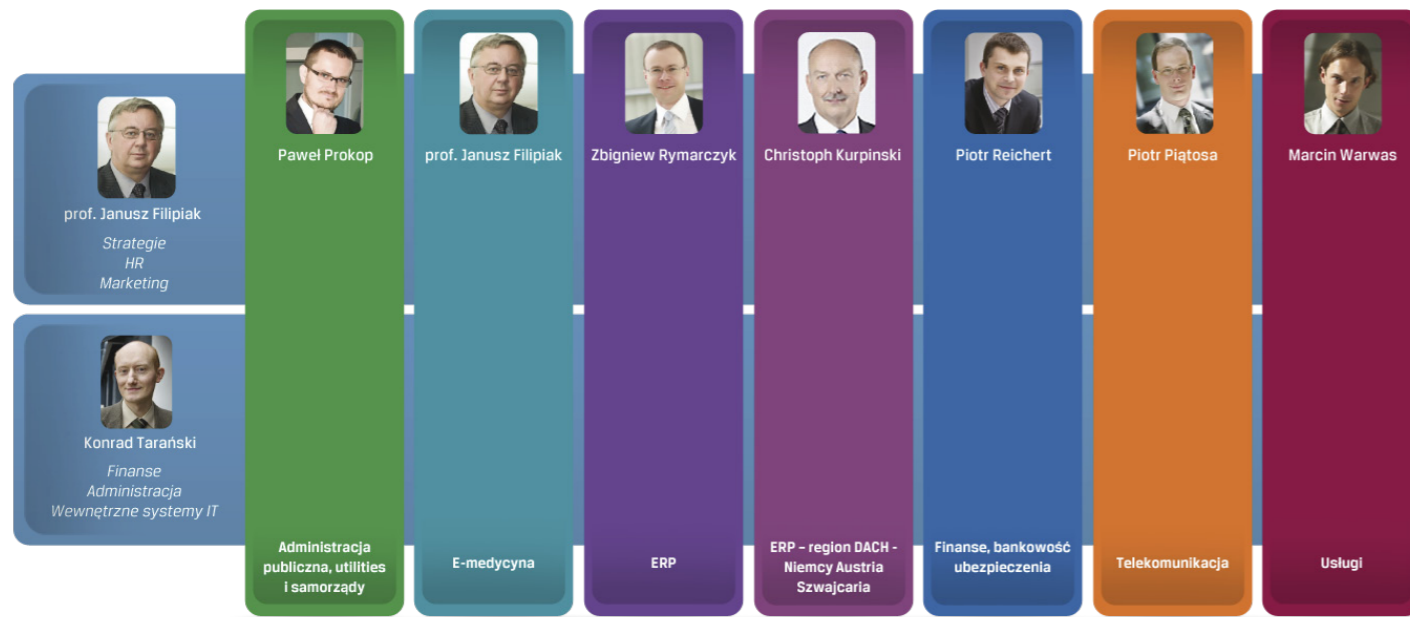 prof. Janusz Filipiak
Strategie
HR
Marketing
Konrad Tarański
Finanse
Administracja
Wewnętrzne systemy IT
Paweł Prokop
Administracja
publiczna, utilities
i samorządy
prof. Janusz Filipiak
E-medycyna
Zbigniew Rymarczyk
ERP
Christoph Kurpinski
ERP – region DACH -
Niemcy Austria
Szwajcaria
Piotr Reichert
Finanse, bankowość
ubezpieczenia
Piotr Piątosa
Telekomunikacja
Marcin Warwas
Usługi